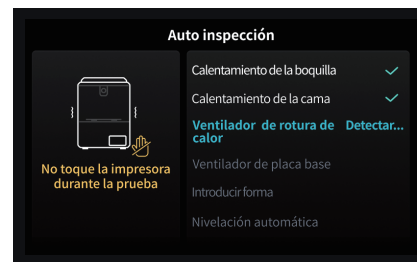 Auto inspección
No toque la impresora
durante la prueba
Calentamiento de la boquilla
Calentamiento de la cama
Ventilador de rotura de Detectar...
calor
Ventilador de placa base
Introducir forma
Nivelación automática